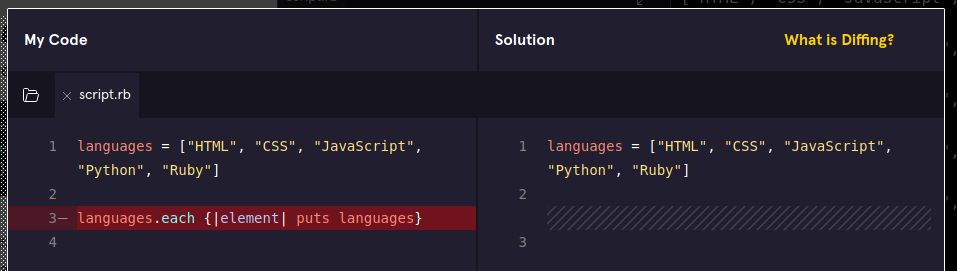 My Code
Solution
What is Diffing?
script.rb
1 languages = ["HTML", "CSS", "JavaScript",
"Python", "Ruby"]
2
3— languages.each {|element| puts languages}
4
1 languages = ["HTML", "CSS", "JavaScript",
"Python", "Ruby"]
2
3